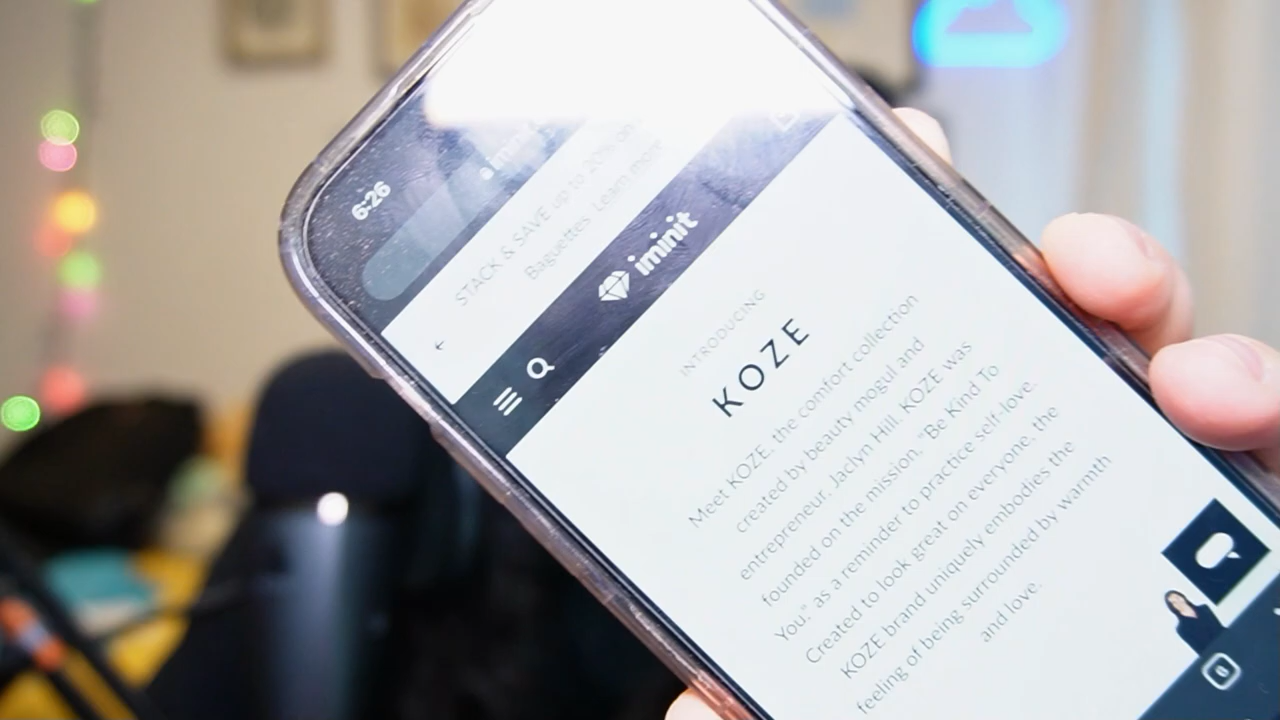 6:26
STACK & SAVE up to 20% on
Baguettes. Learn more
iminit
INTRODUCING
KOZE
Meet KOZE, the comfort collection
created by beauty mogul and
entrepreneur, Jaclyn Hill. KOZE was
founded on the mission, "Be Kind To
You," as a reminder to practice self-love.
Created to look great on everyone, the
KOZE brand uniquely embodies the
feeling of being surrounded by warmth
and love.